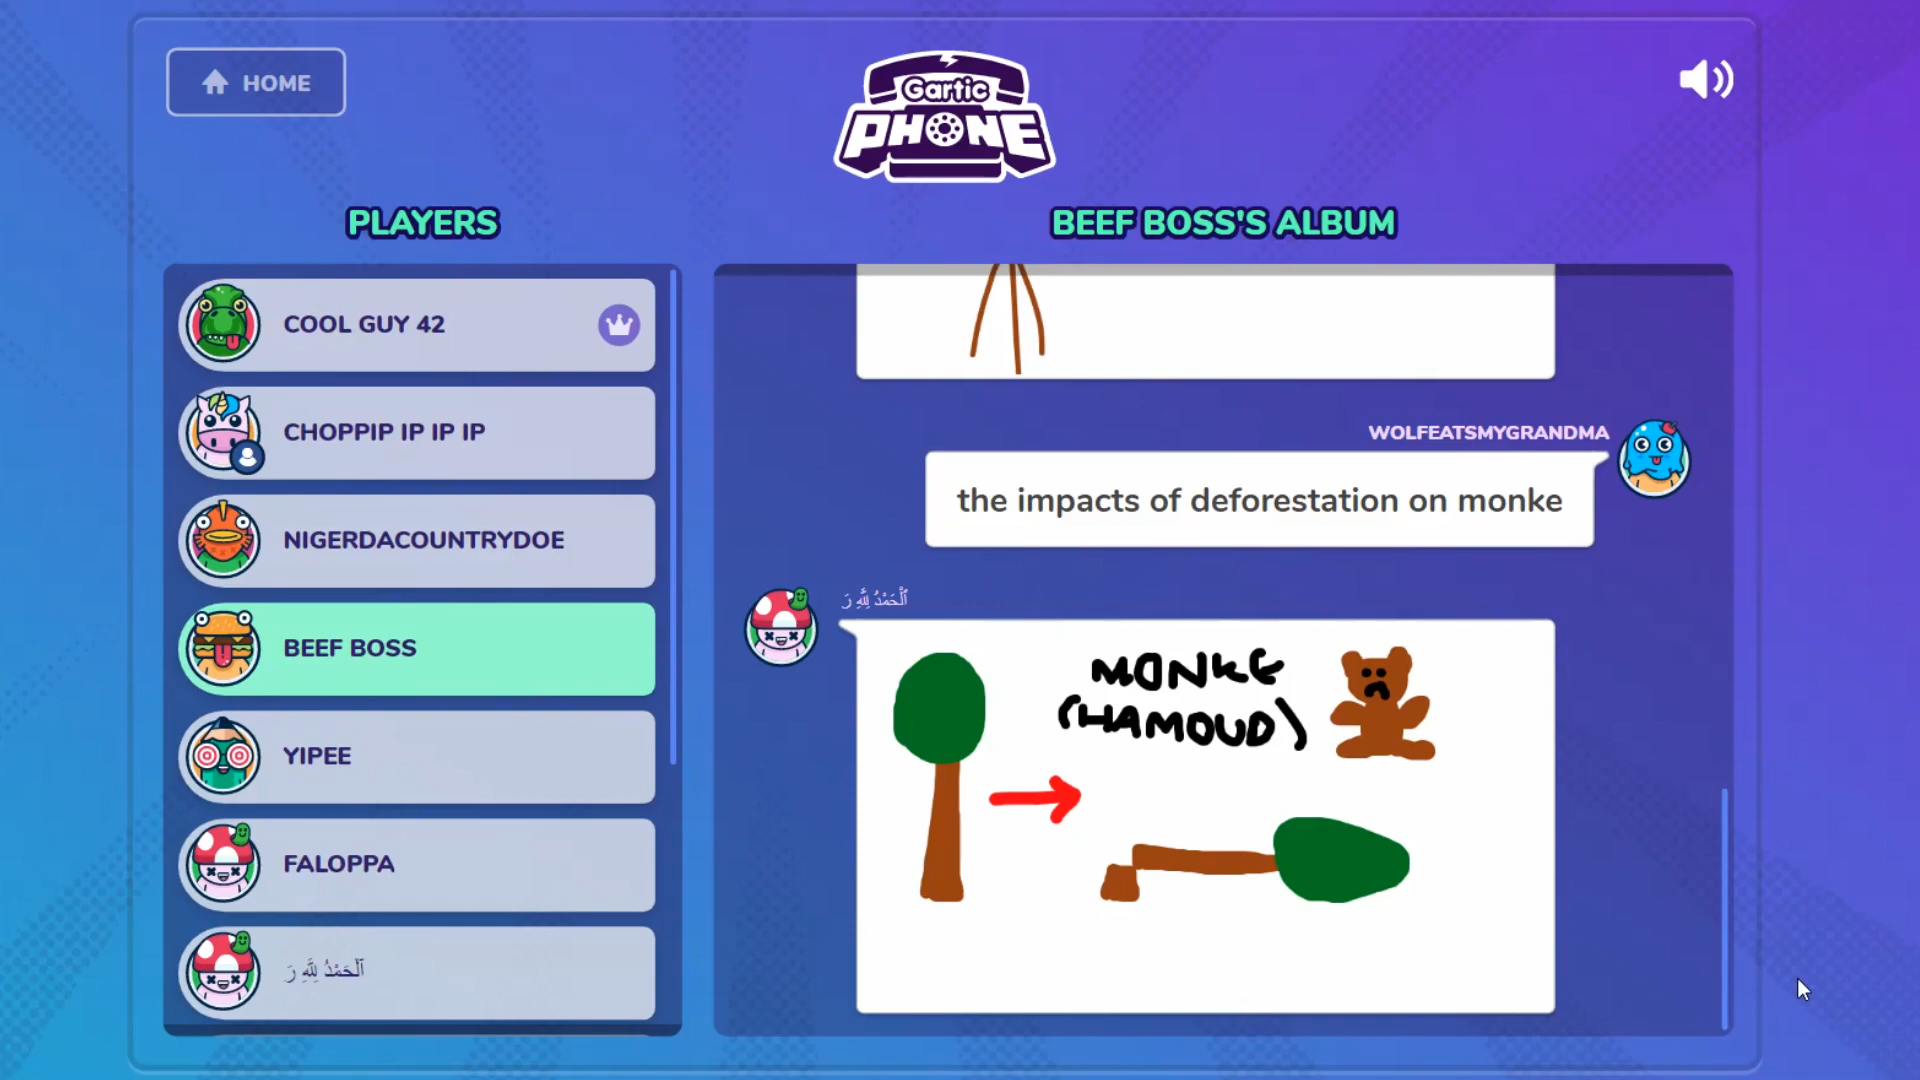 HOME
Gartic
PHONE
PLAYERS
BEEF BOSS'S ALBUM
COOL GUY 42
CHOPPIP IP IP IP
NIGERDACOUNTRYDOE
BEEF BOSS
YIPEE
FALOPPA
ٱلْحَمْدُ لِلَّهِ رَ
WOLFEATSMYGRANDMA
the impacts of deforestation on monke
ٱلْحَمْدُ لِلَّهِ رَ
MONKE
(HAMOUD)